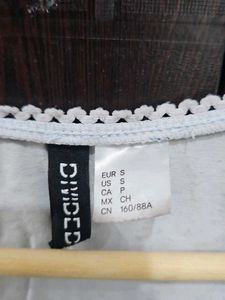 DIVIDED
EUR S
US S
CA P
MX CH
CN 160/88A